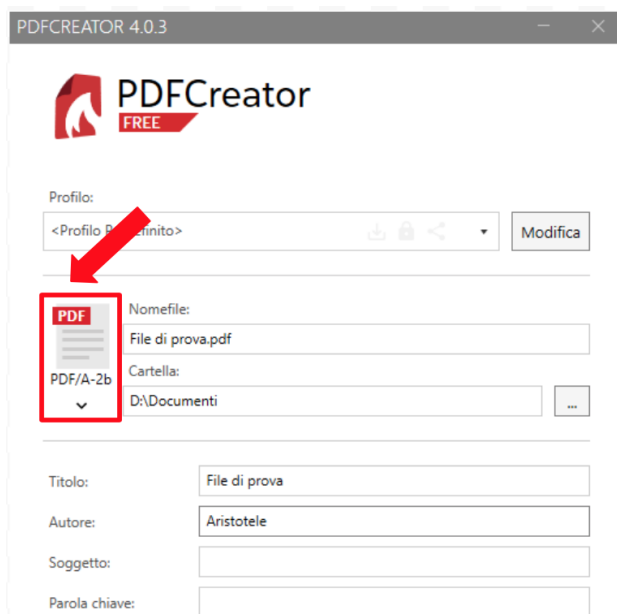 PDFCREATOR 4.0.3
PDFCreator
FREE
Profilo:
<Profilo P
Modifica
PDF
Nomefile:
File di prova.pdf
PDF/A-2b
Cartella:
D:\Documenti
...
Titolo:
File di prova
Autore:
Aristotele
Soggetto:
Parola chiave: